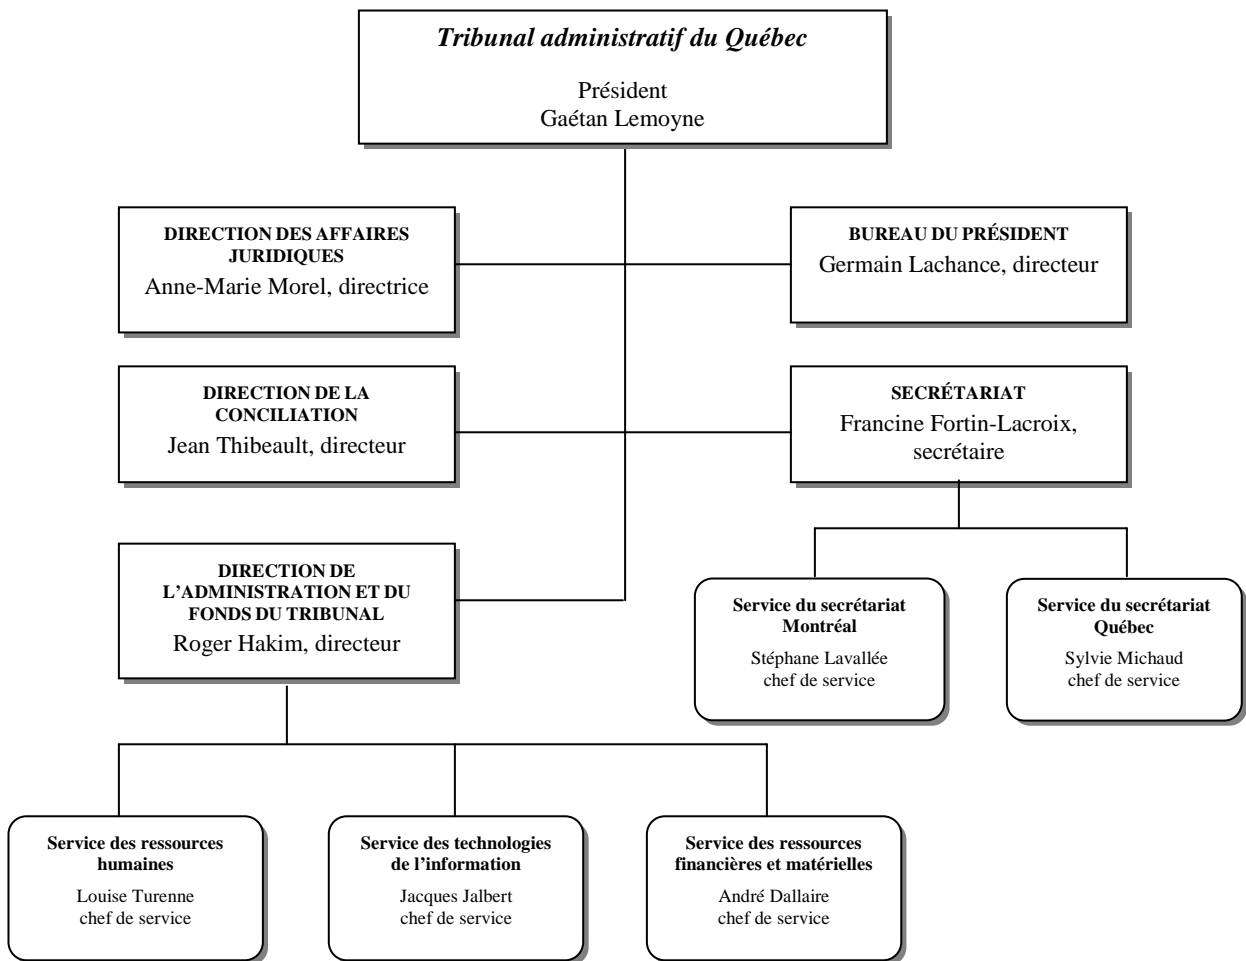 Tribunal administratif du Québec
Président
Gaétan Lemoyne
DIRECTION DES AFFAIRES
JURIDIQUES
Anne-Marie Morel, directrice
BUREAU DU PRÉSIDENT
Germain Lachance, directeur
DIRECTION DE LA
CONCILIATION
Jean Thibeault, directeur
SECRÉTARIAT
Francine Fortin-Lacroix,
secrétaire
DIRECTION DE
L’ADMINISTRATION ET DU
FONDS DU TRIBUNAL
Roger Hakim, directeur
Service du secrétariat
Montréal
Stéphane Lavallée
chef de service
Service du secrétariat
Québec
Sylvie Michaud
chef de service
Service des ressources
humaines
Louise Turenne
chef de service
Service des technologies
de l’information
Jacques Jalbert
chef de service
Service des ressources
financières et matérielles
André Dallaire
chef de service